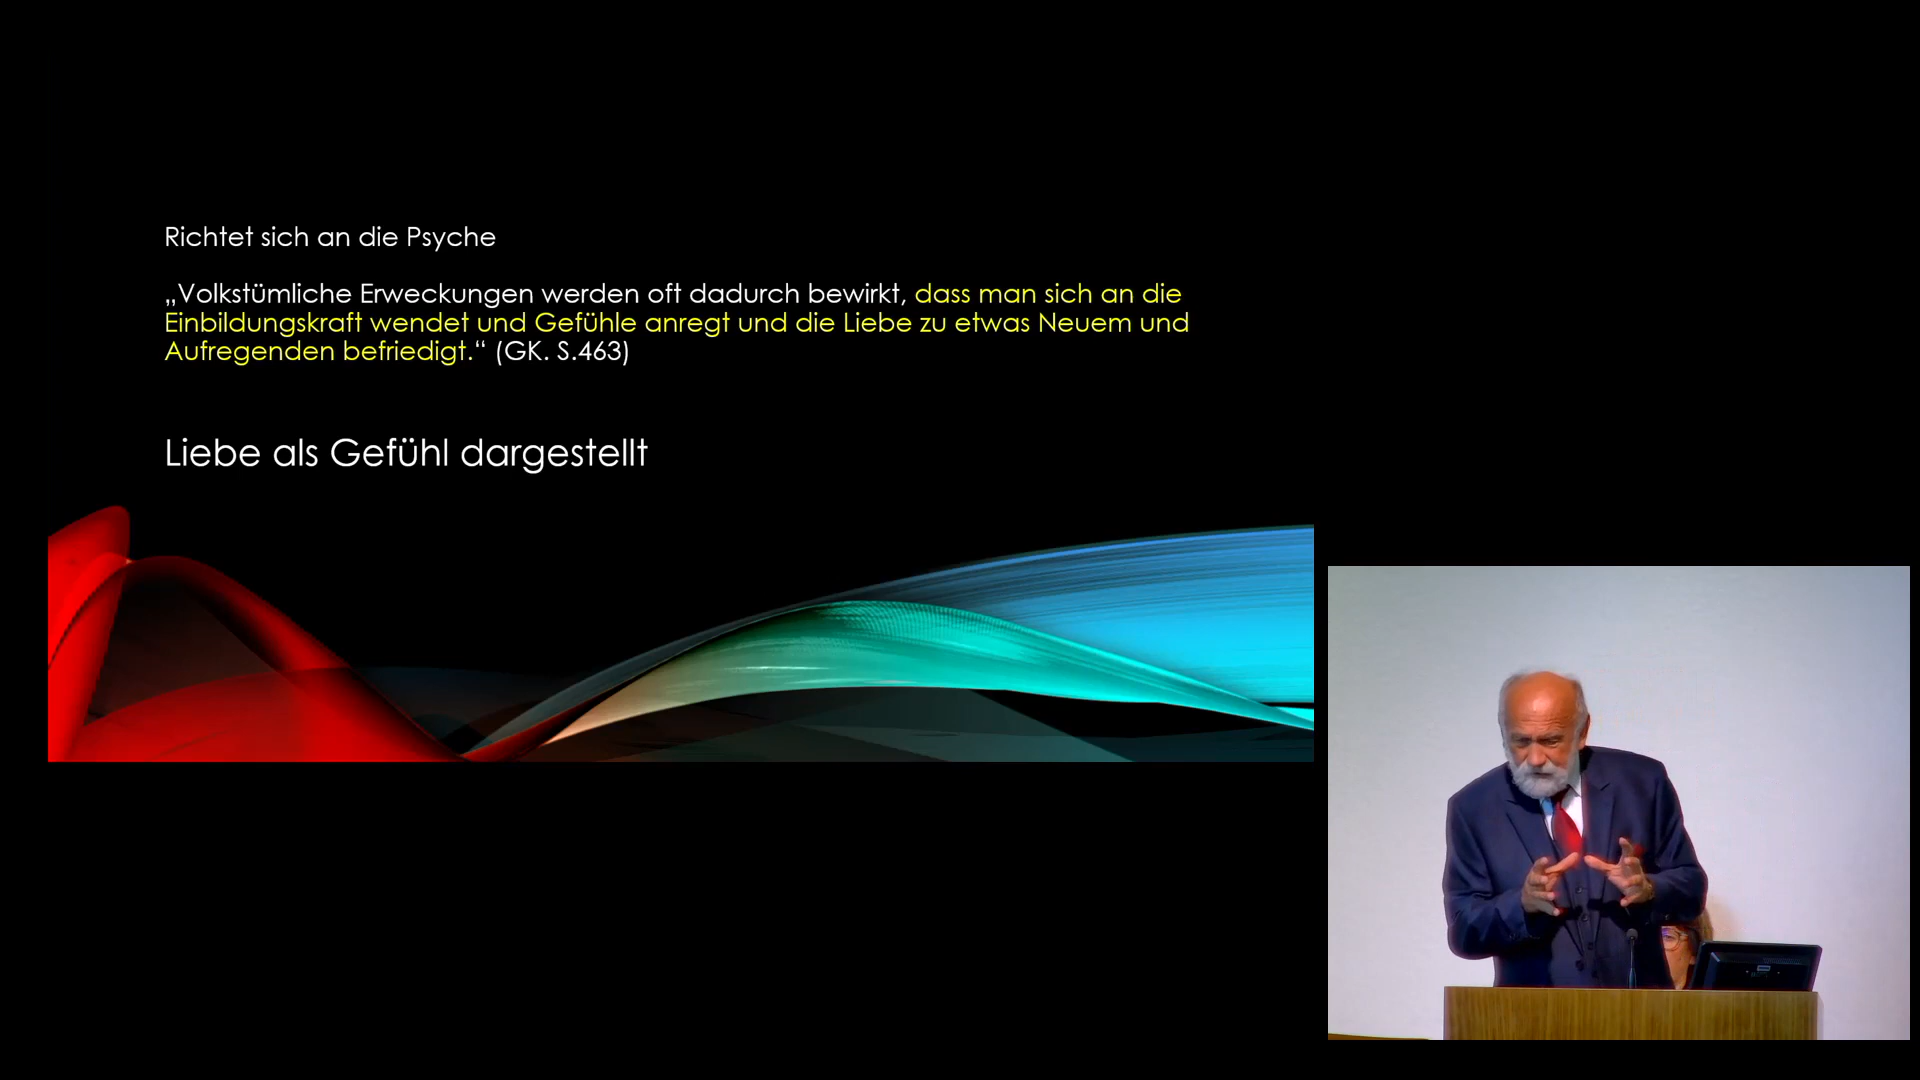 Richtet sich an die Psyche
„Volkstümliche Erweckungen werden oft dadurch bewirkt, dass man sich an die
Einbildungskraft wendet und Gefühle anregt und die Liebe zu etwas Neuem und
Aufregenden befriedigt.“ (GK. S.463)
Liebe als Gefühl dargestellt